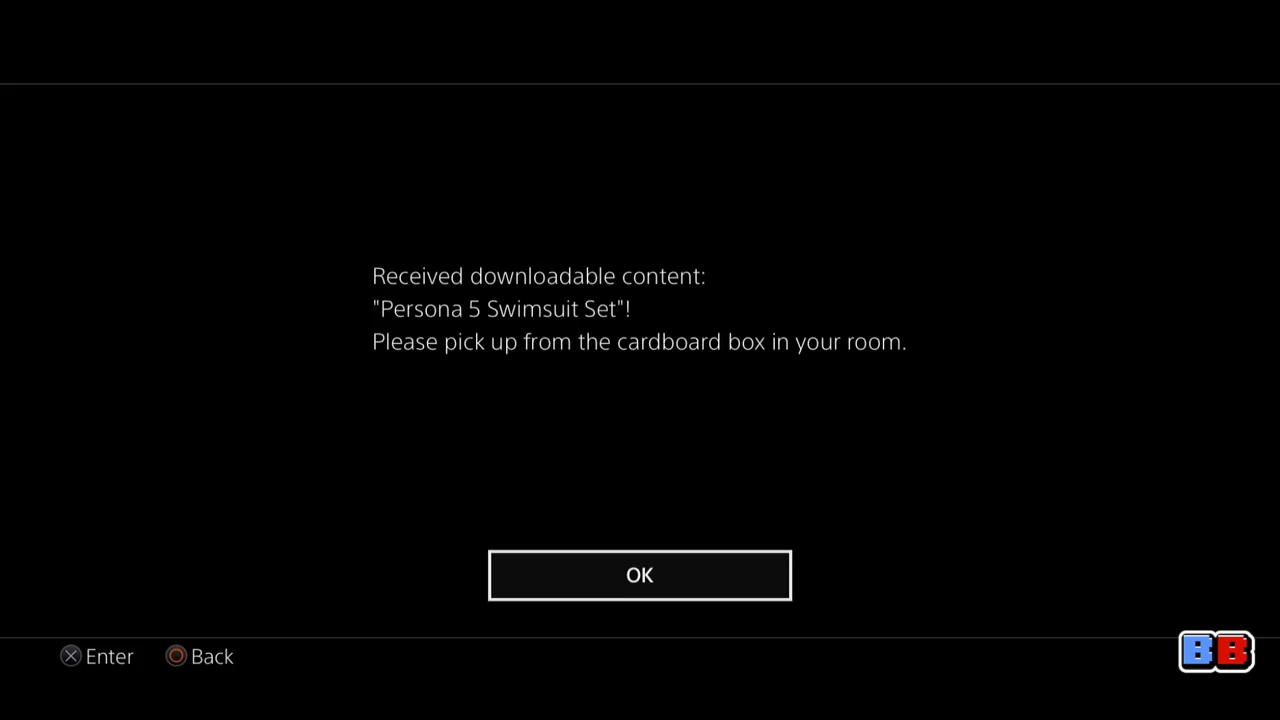 Received downloadable content:
"Persona 5 Swimsuit Set"!
Please pick up from the cardboard box in your room.
OK
Enter Back
BB